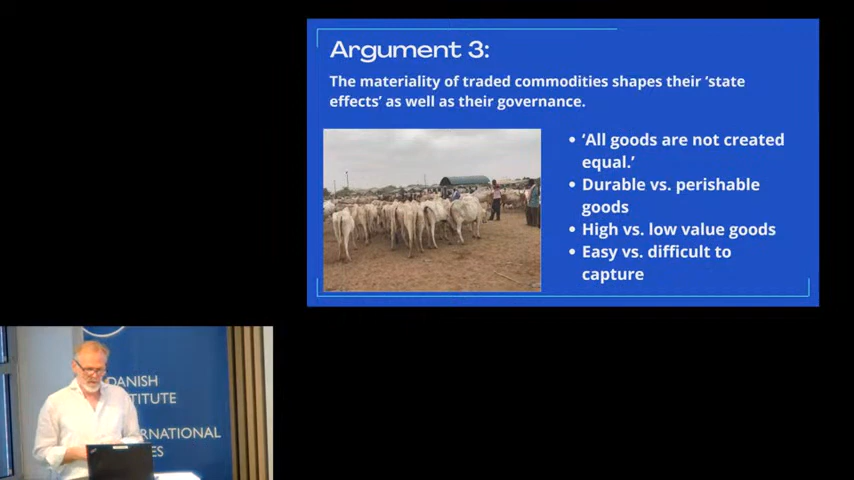 Argument 3:
The materiality of traded commodities shapes their ‘state
effects’ as well as their governance.
• ‘All goods are not created
equal.’
• Durable vs. perishable
goods
• High vs. low value goods
• Easy vs. difficult to
capture
DANISH
TITUTE
RNATIONAL
ES